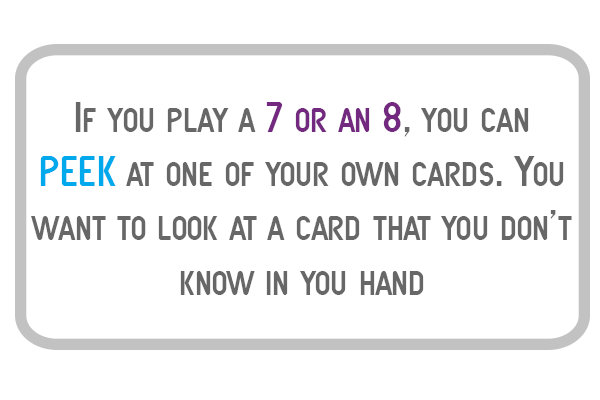 If you play a 7 or an 8, you can
PEEK at one of your own cards. You
want to look at a card that you don't
know in you hand